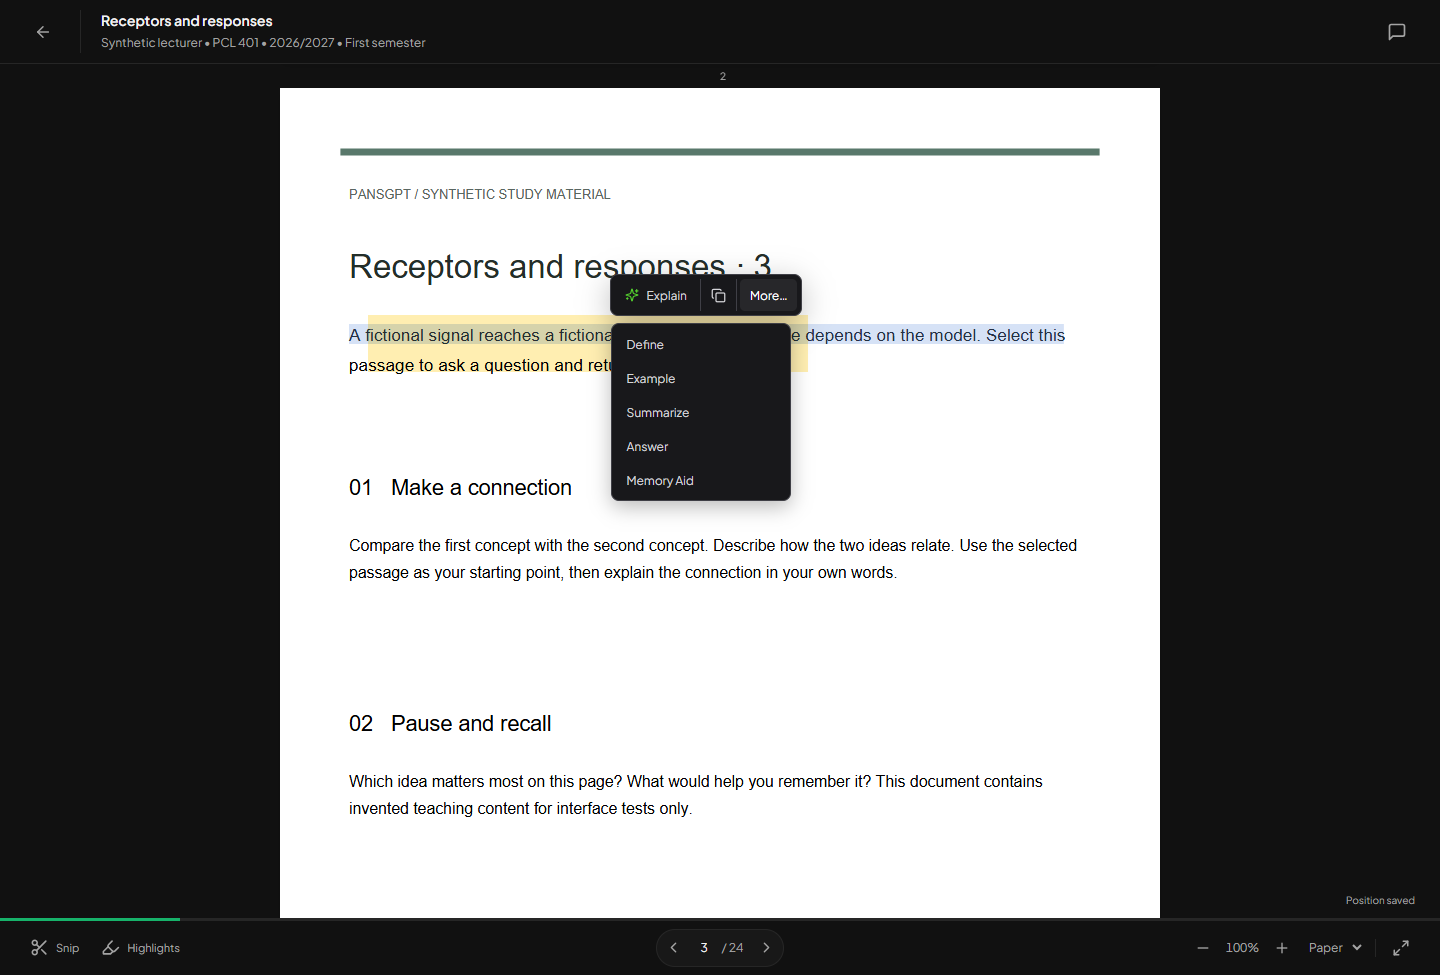 Receptors and responses
Synthetic lecturer • PCL 401 • 2026/2027 • First semester
2
PANSGPT / SYNTHETIC STUDY MATERIAL
Receptors and responses · 3
Explain
More...
A fictional signal reaches a depends on the model. Select this
passage to ask a question and
Define
Example
Summarize
Answer
Memory Aid
01 Make a connection
Compare the first concept with the second concept. Describe how the two ideas relate. Use the selected
passage as your starting point, then explain the connection in your own words.
02 Pause and recall
Which idea matters most on this page? What would help you remember it? This document contains
invented teaching content for interface tests only.
Position saved
Snip
Highlights
3 / 24
100%
Paper